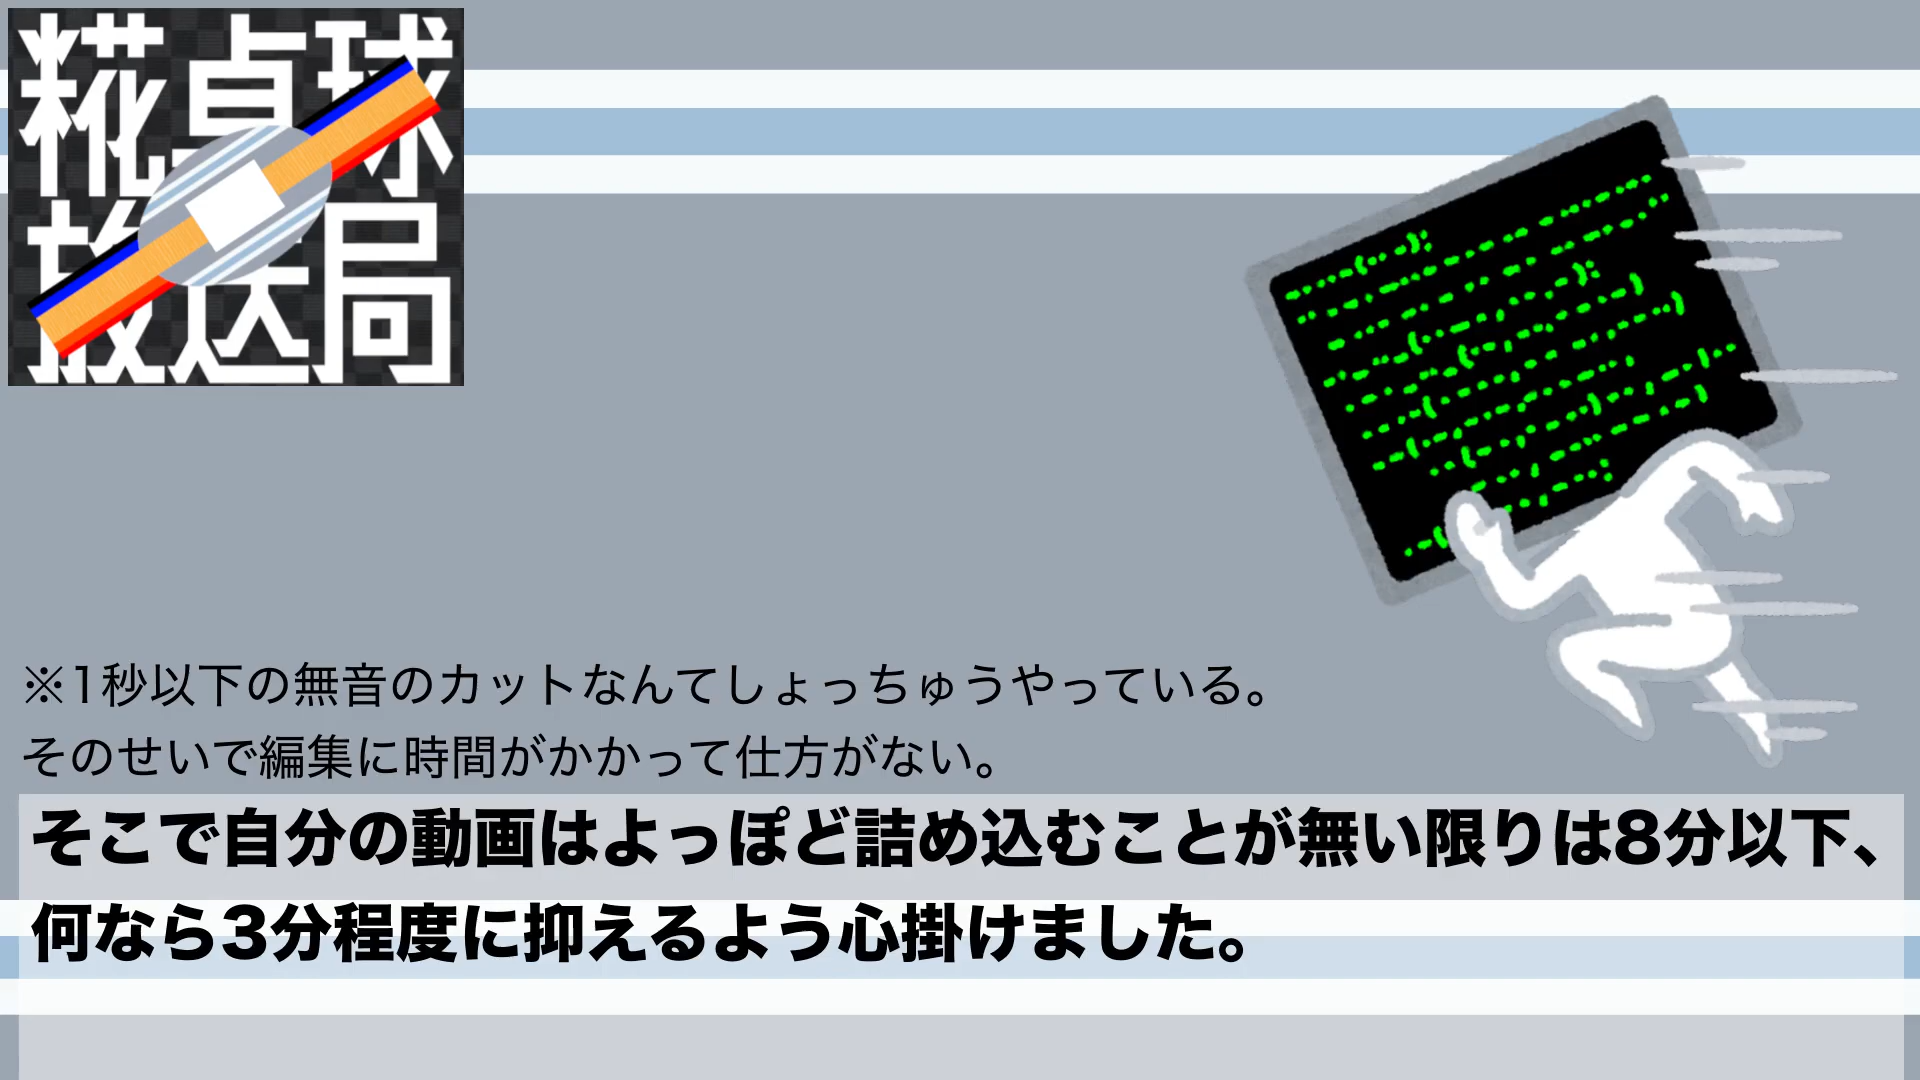 糀卓球
放送局
※1秒以下の無音のカットなんてしょっちゅうやっている。
そのせいで編集に時間がかかって仕方がない。
そこで自分の動画はよっぽど詰め込むことが無い限りは8分以下、
何なら3分程度に抑えるよう心掛けました。